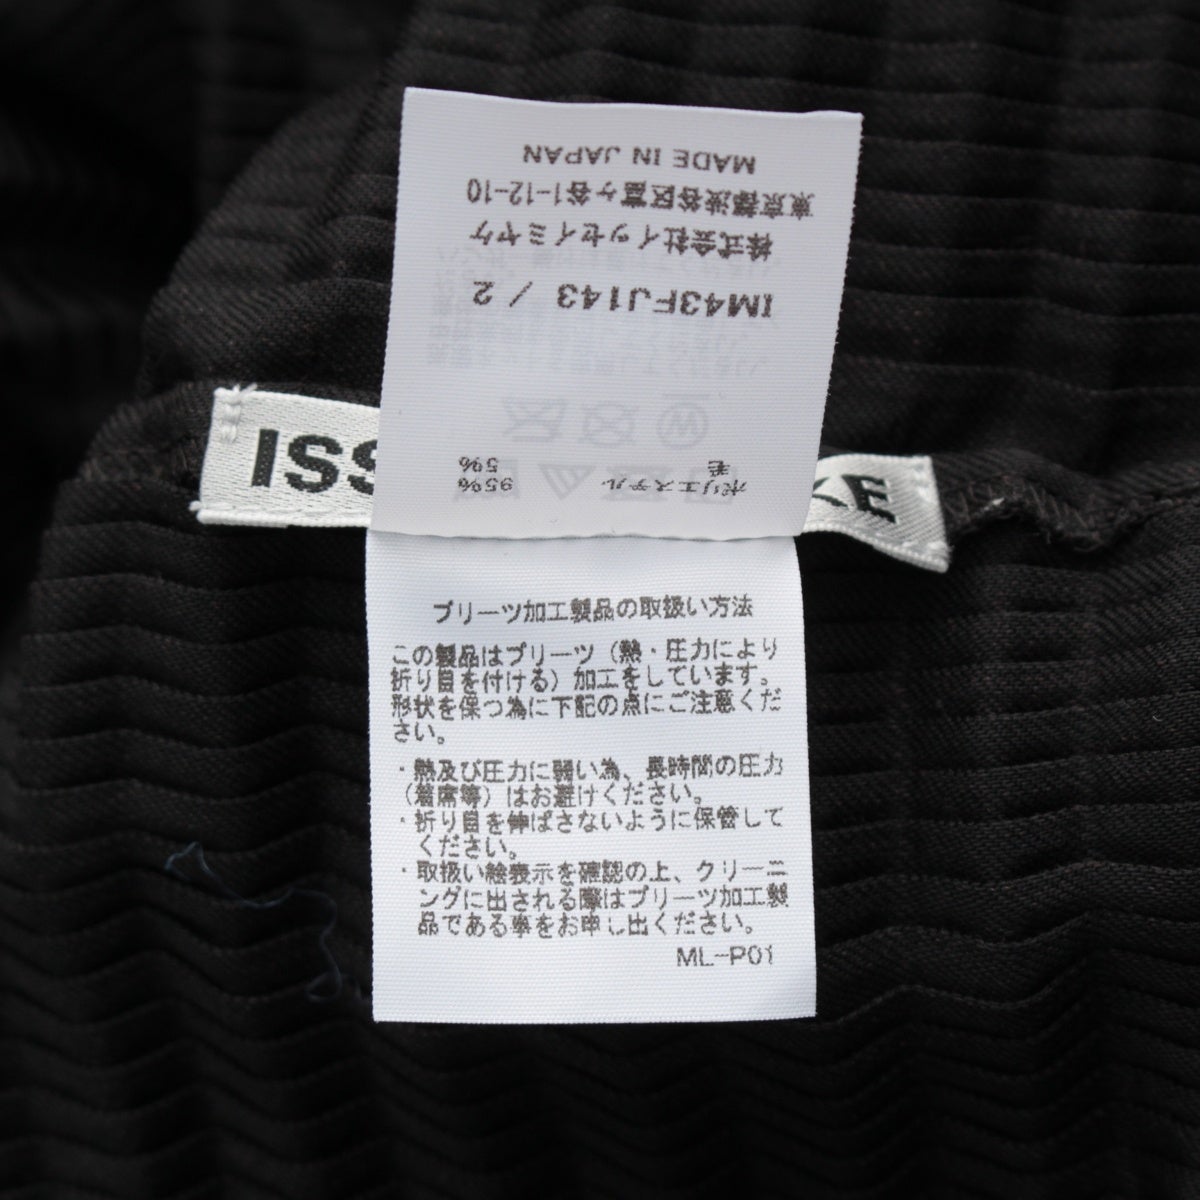 MADE IN JAPAN
東京都渋谷区富ヶ谷1-12-10
株式会社イッセイミヤケ
IM43FJ143 / 2
ISS
KE
ポリエステル 95%
毛 5%
プリーツ加工製品の取扱い方法
この製品はプリーツ(熱・圧力により
折り目を付ける)加工をしています。
形状を保つ為に下記の点にご注意くだ
さい。
・熱及び圧力に弱い為、長時間の圧力
(着席等)はお避けください。
・折り目を伸ばさないように保管して
ください。
・取扱い絵表示を確認の上、クリーニ
ングに出される際はプリーツ加工製
品である事をお申し出ください。
ML-P01